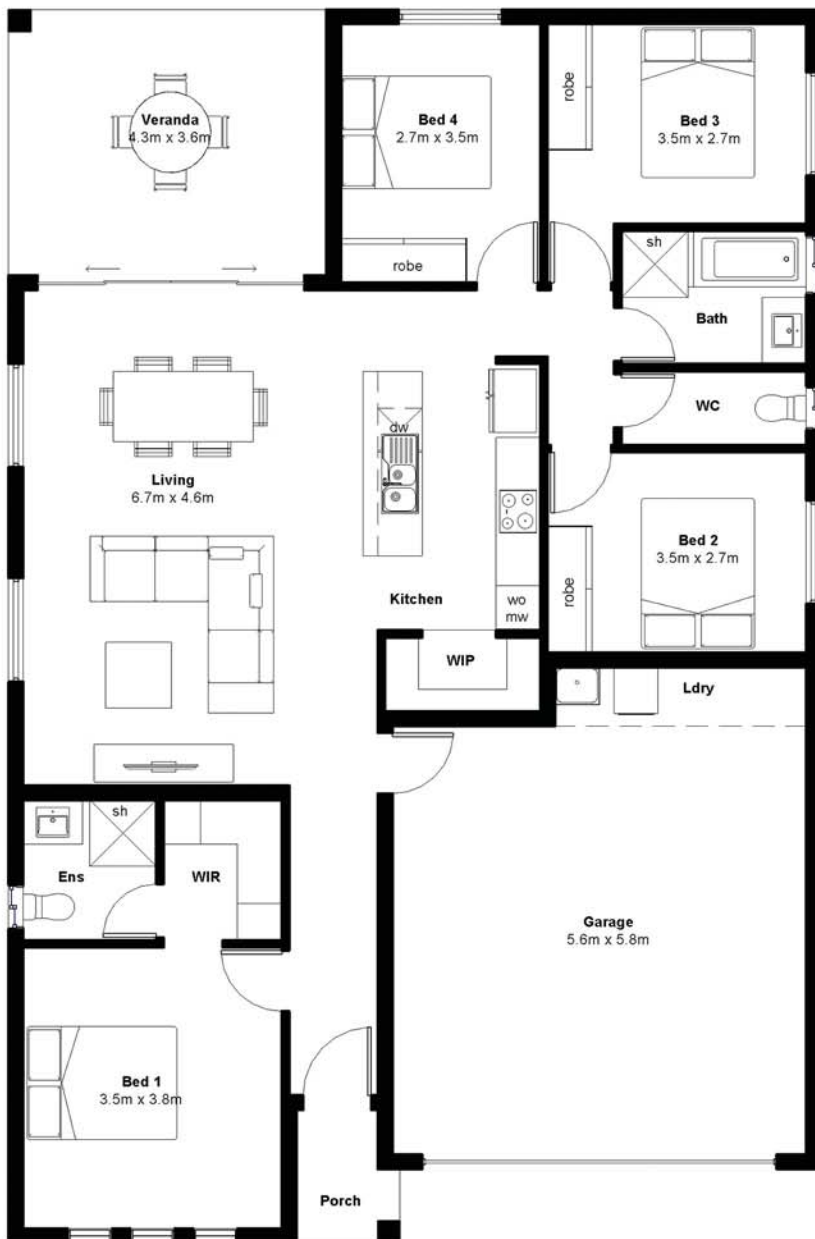 Veranda
4.3m x 3.6m
Bed 4
2.7m x 3.5m
robe
robe
Bed 3
3.5m x 2.7m
sh
Bath
WC
dw
Living
6.7m x 4.6m
Bed 2
3.5m x 2.7m
robe
Kitchen
wo
mw
WIP
Ldry
sh
Ens
WIR
Garage
5.6m x 5.8m
Bed 1
3.5m x 3.8m
Porch